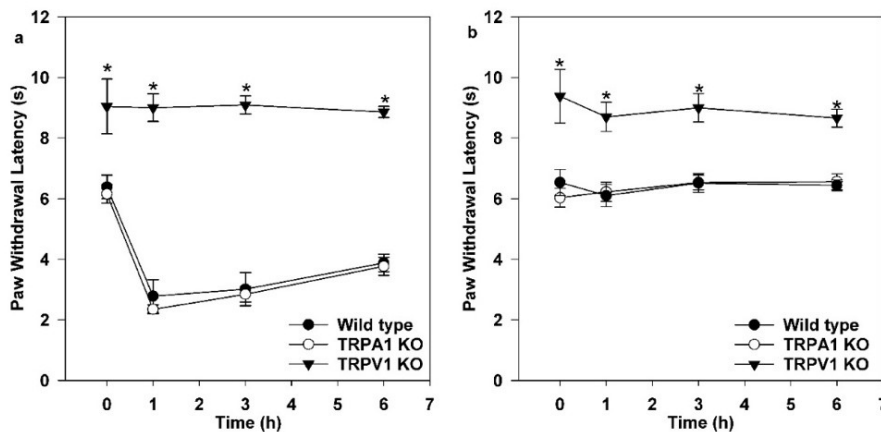 a
Paw Withdrawal Latency (s)
12
10
8
6
4
2
0
*
*
*
*
Wild type
TRPA1 KO
TRPV1 KO
0 1 2 3 4 5 6 7
Time (h)
b
Paw Withdrawal Latency (s)
12
10
8
6
4
2
0
*
*
*
*
Wild type
TRPA1 KO
TRPV1 KO
0 1 2 3 4 5 6 7
Time (h)